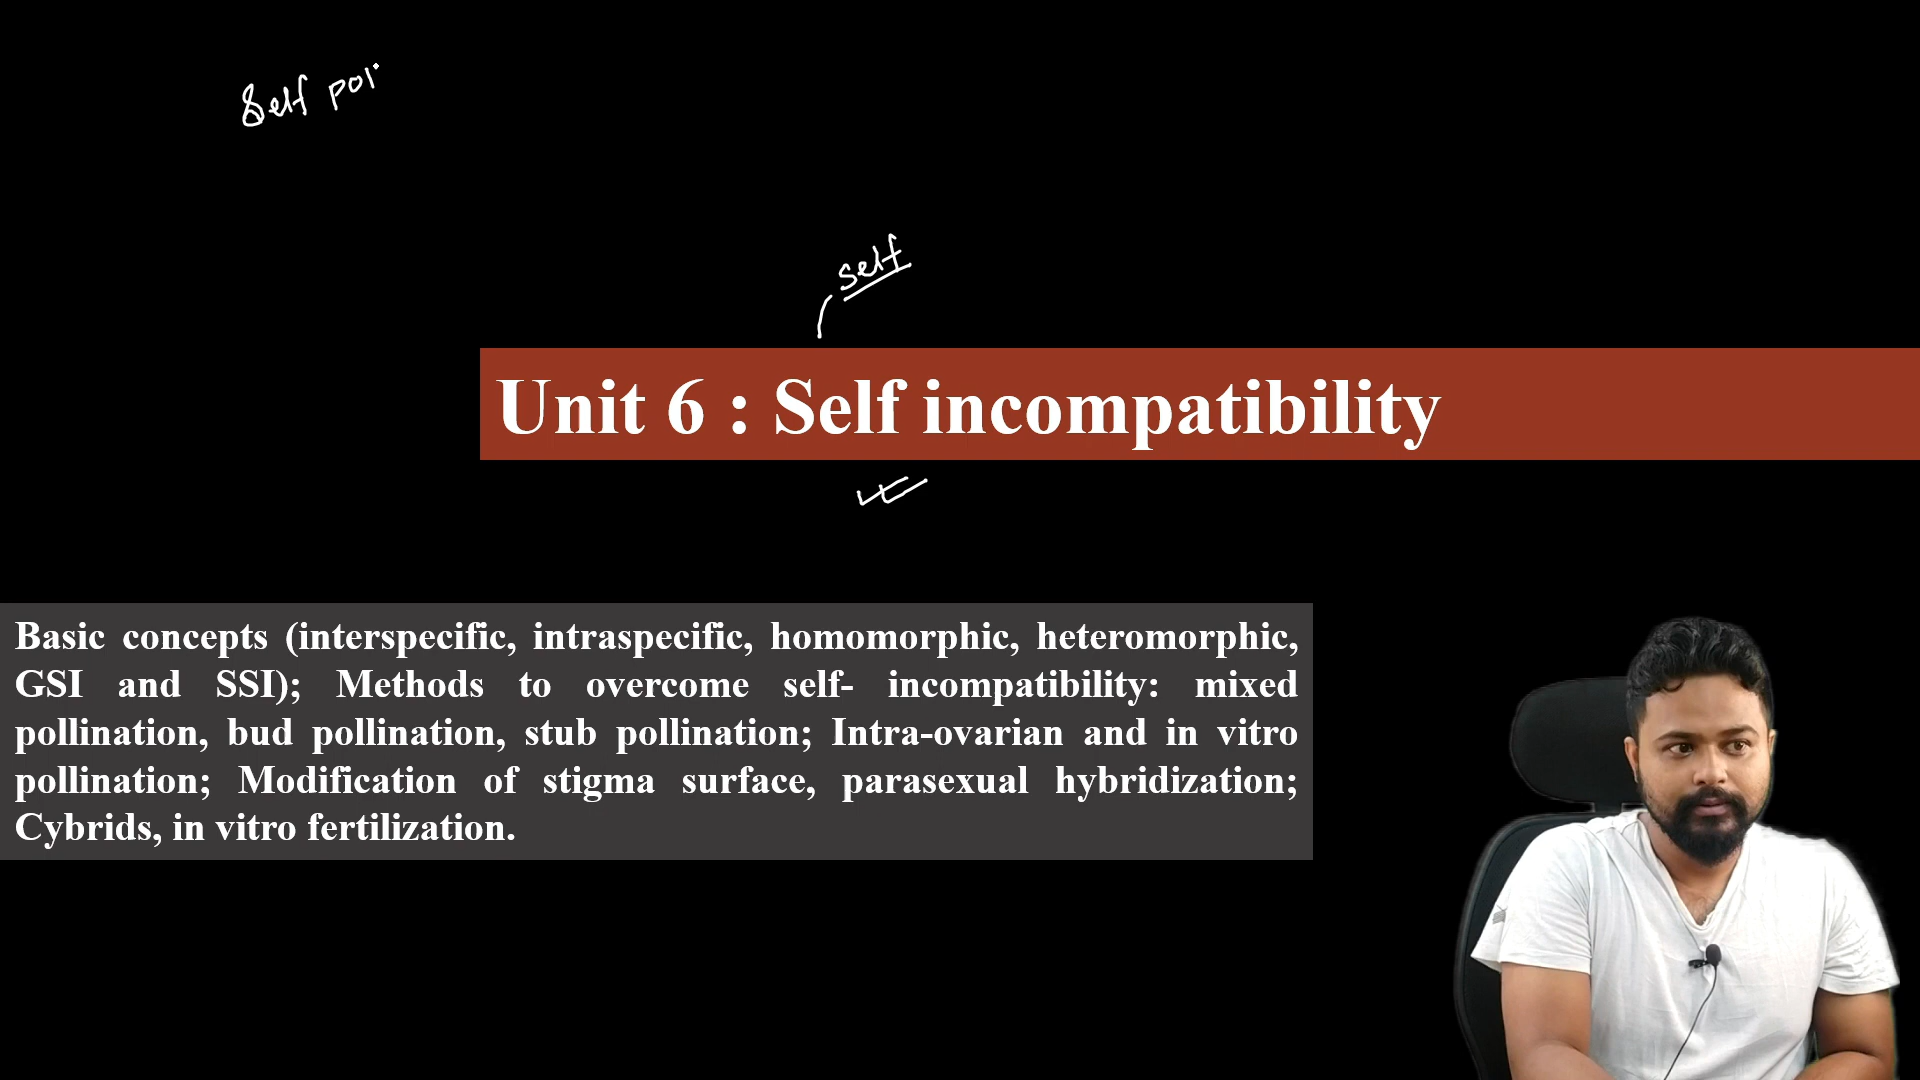 Self pol
self
Unit 6 : Self incompatibility
Basic concepts (interspecific, intraspecific, homomorphic, heteromorphic,
GSI and SSI); Methods to overcome self- incompatibility: mixed
pollination, bud pollination, stub pollination; Intra-ovarian and in vitro
pollination; Modification of stigma surface, parasexual hybridization;
Cybrids, in vitro fertilization.